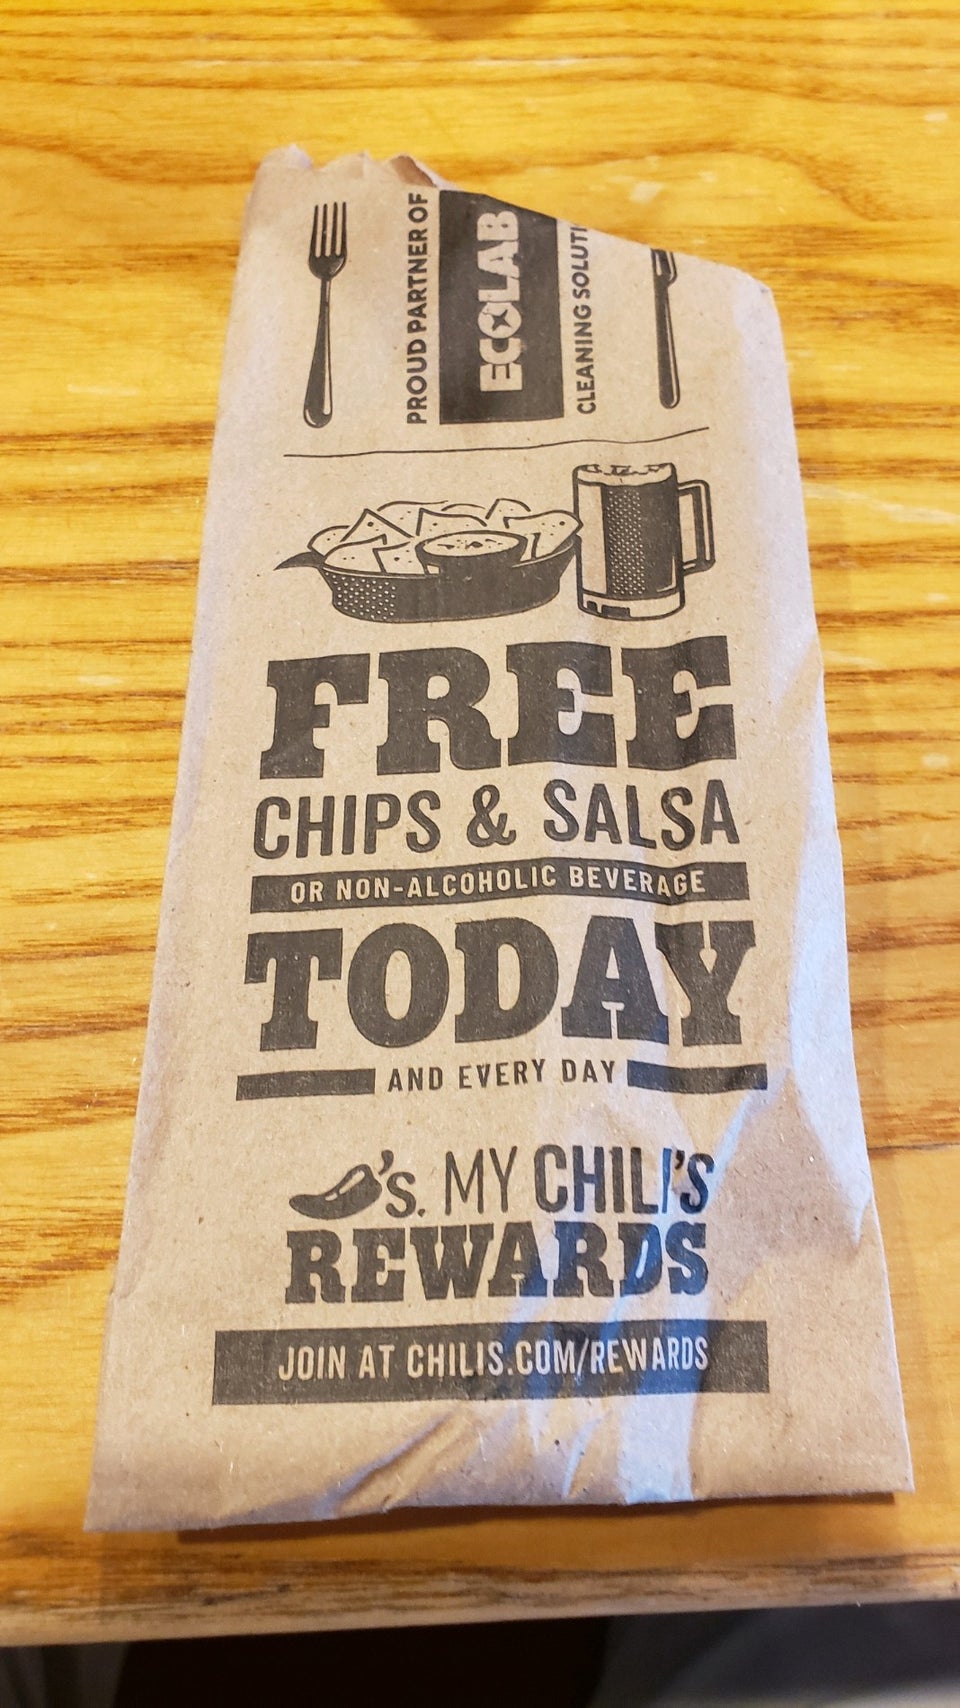 PROUD PARTNER OF
ECOLAB
CLEANING
FREE
CHIPS & SALSA
OR NON-ALCOHOLIC BEVERAGE
TODAY
AND EVERY DAY
's. MY CHILI'S
REWARDS
JOIN AT CHILIS.COM/REWARDS